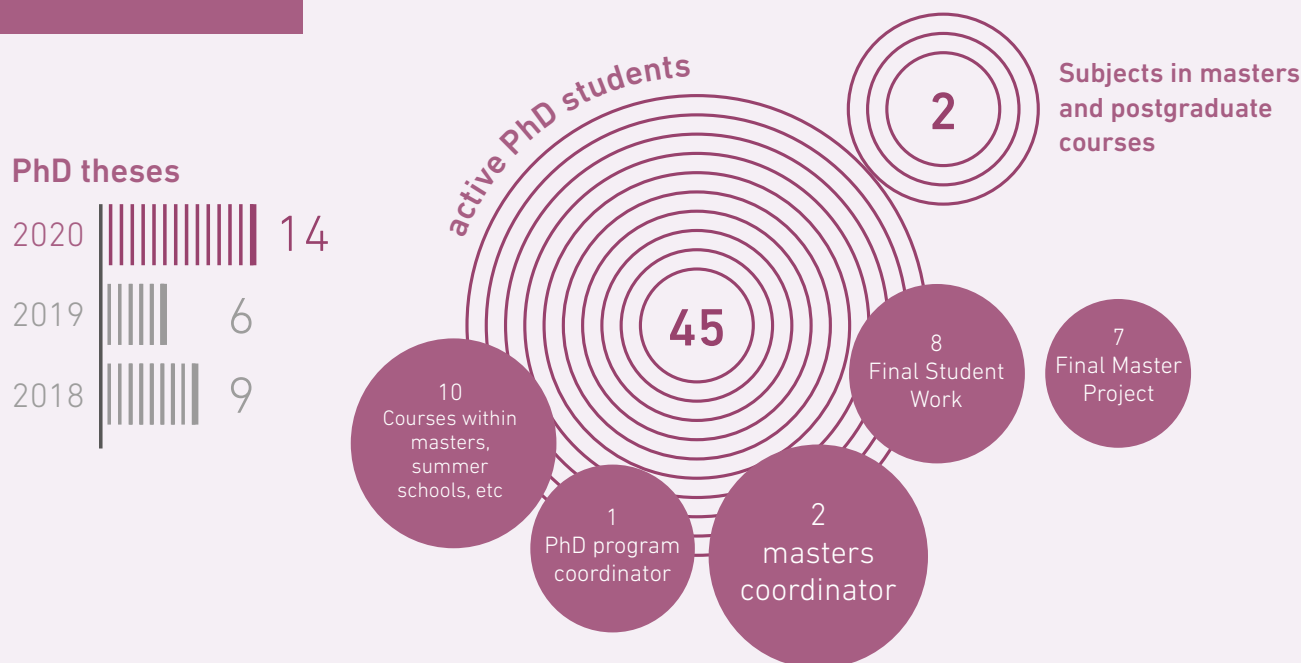 PhD theses
2020
14
2019
6
2018
9
active PhD students
45
2
Subjects in masters
and postgraduate
courses
10
Courses within
masters,
summer
schools, etc
1
PhD program
coordinator
2
masters
coordinator
8
Final Student
Work
7
Final Master
Project